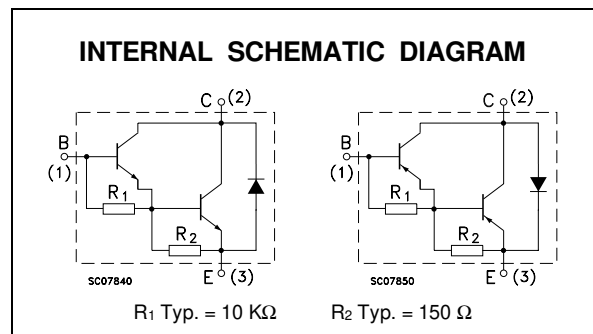 INTERNAL SCHEMATIC DIAGRAM
C (2) C (2)
B B
(1) (1)
R1 R1
R2 R2
SC07840 E (3) SC07850 E (3)
R1 Typ. = 10 KΩ R2 Typ. = 150 Ω